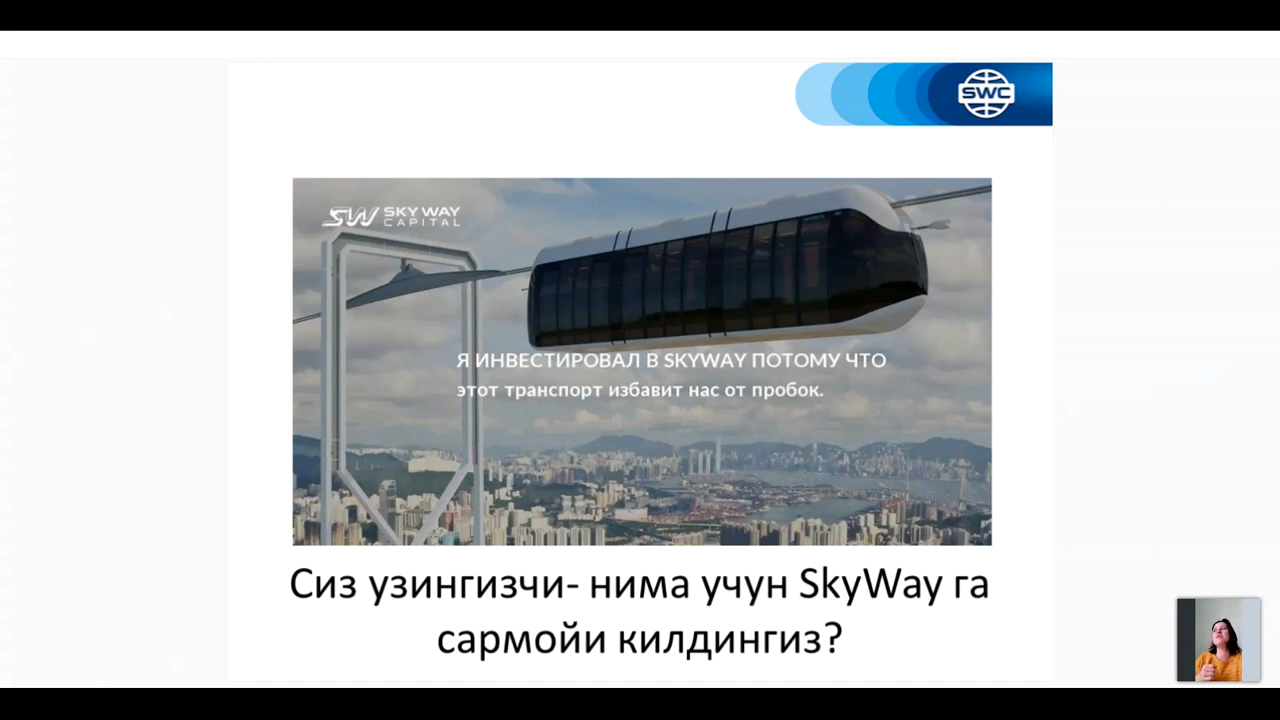 SWC
SW SKY WAY
CAPITAL
Я ИНВЕСТИРОВАЛ В SKYWAY ПОТОМУ ЧТО
этот транспорт избавит нас от пробок.
Сиз узингизчи- нима учун SkyWay га
сармойи килдингиз?